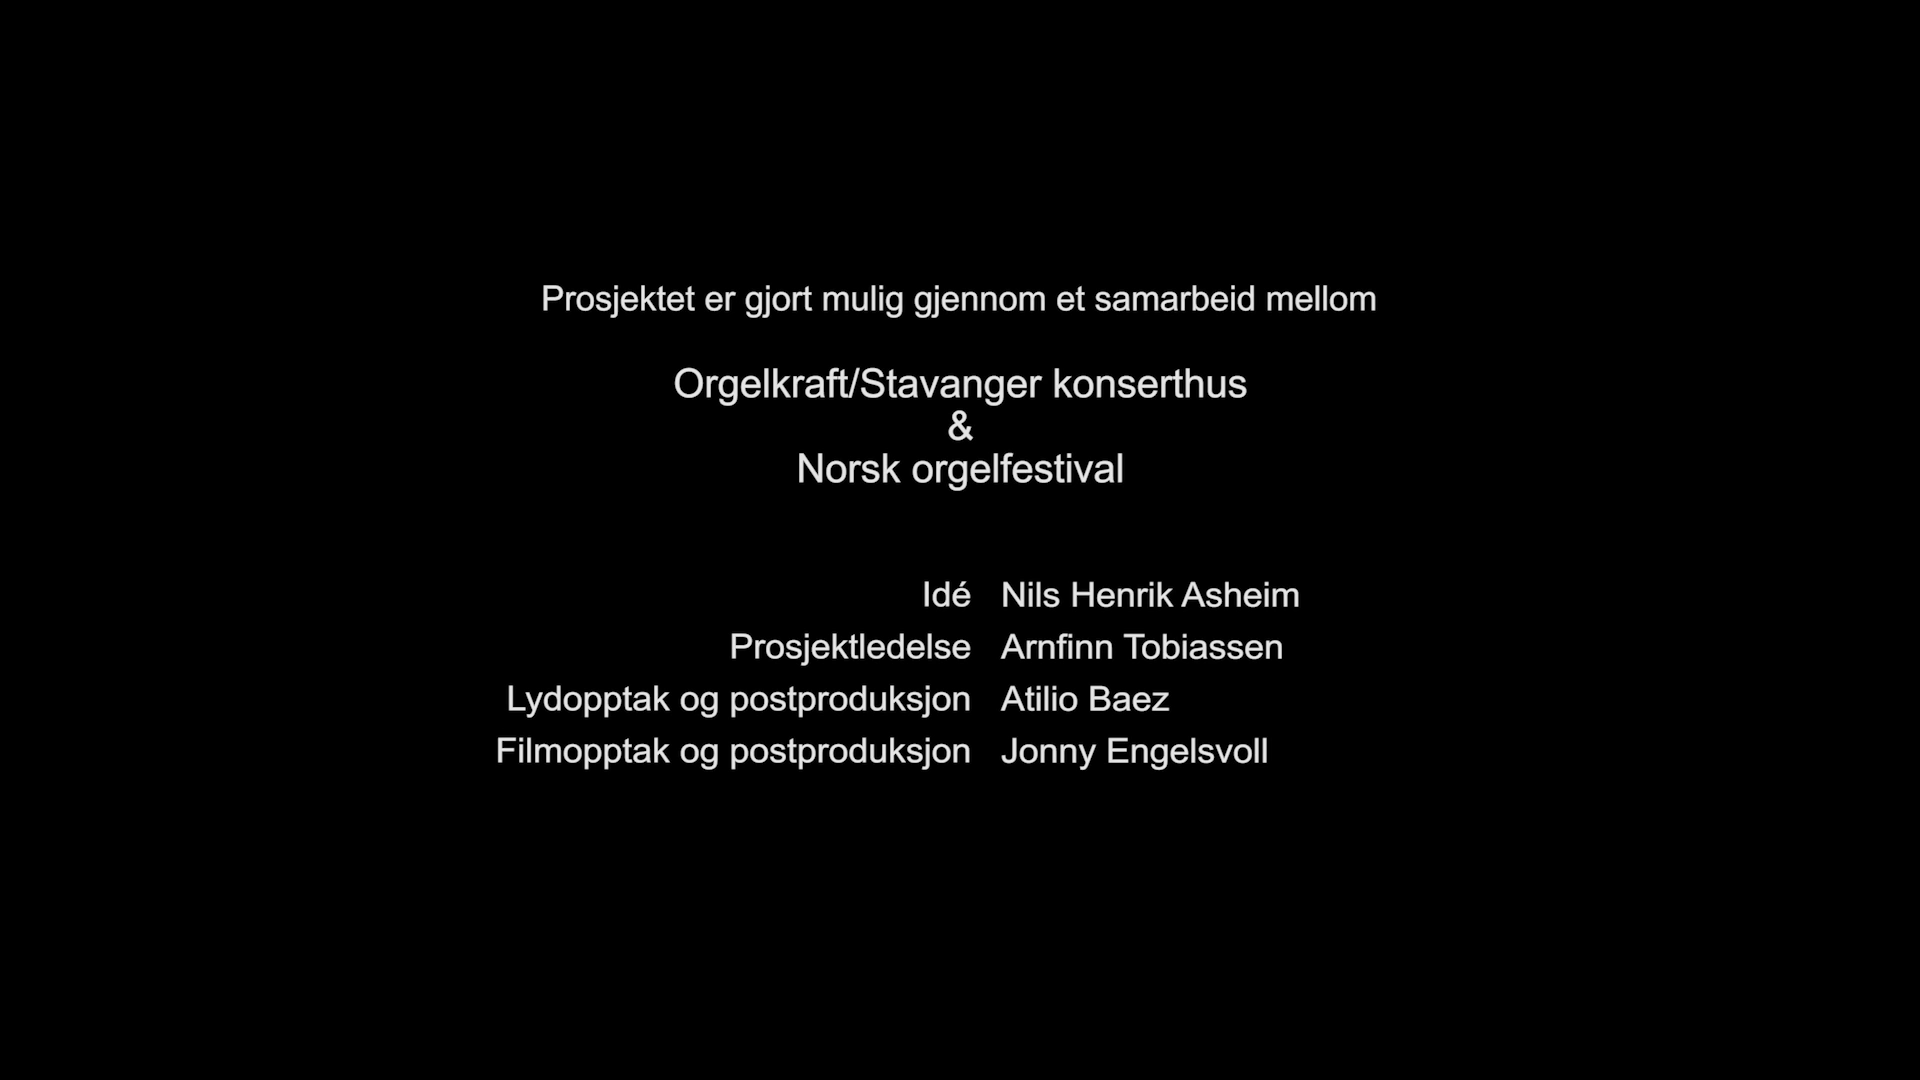 Prosjektet er gjort mulig gjennom et samarbeid mellom
Orgelkraft/Stavanger konserthus
&
Norsk orgelfestival
Idé Nils Henrik Asheim
Prosjektledelse Arnfinn Tobiassen
Lydopptak og postproduksjon Atilio Baez
Filmopptak og postproduksjon Jonny Engelsvoll